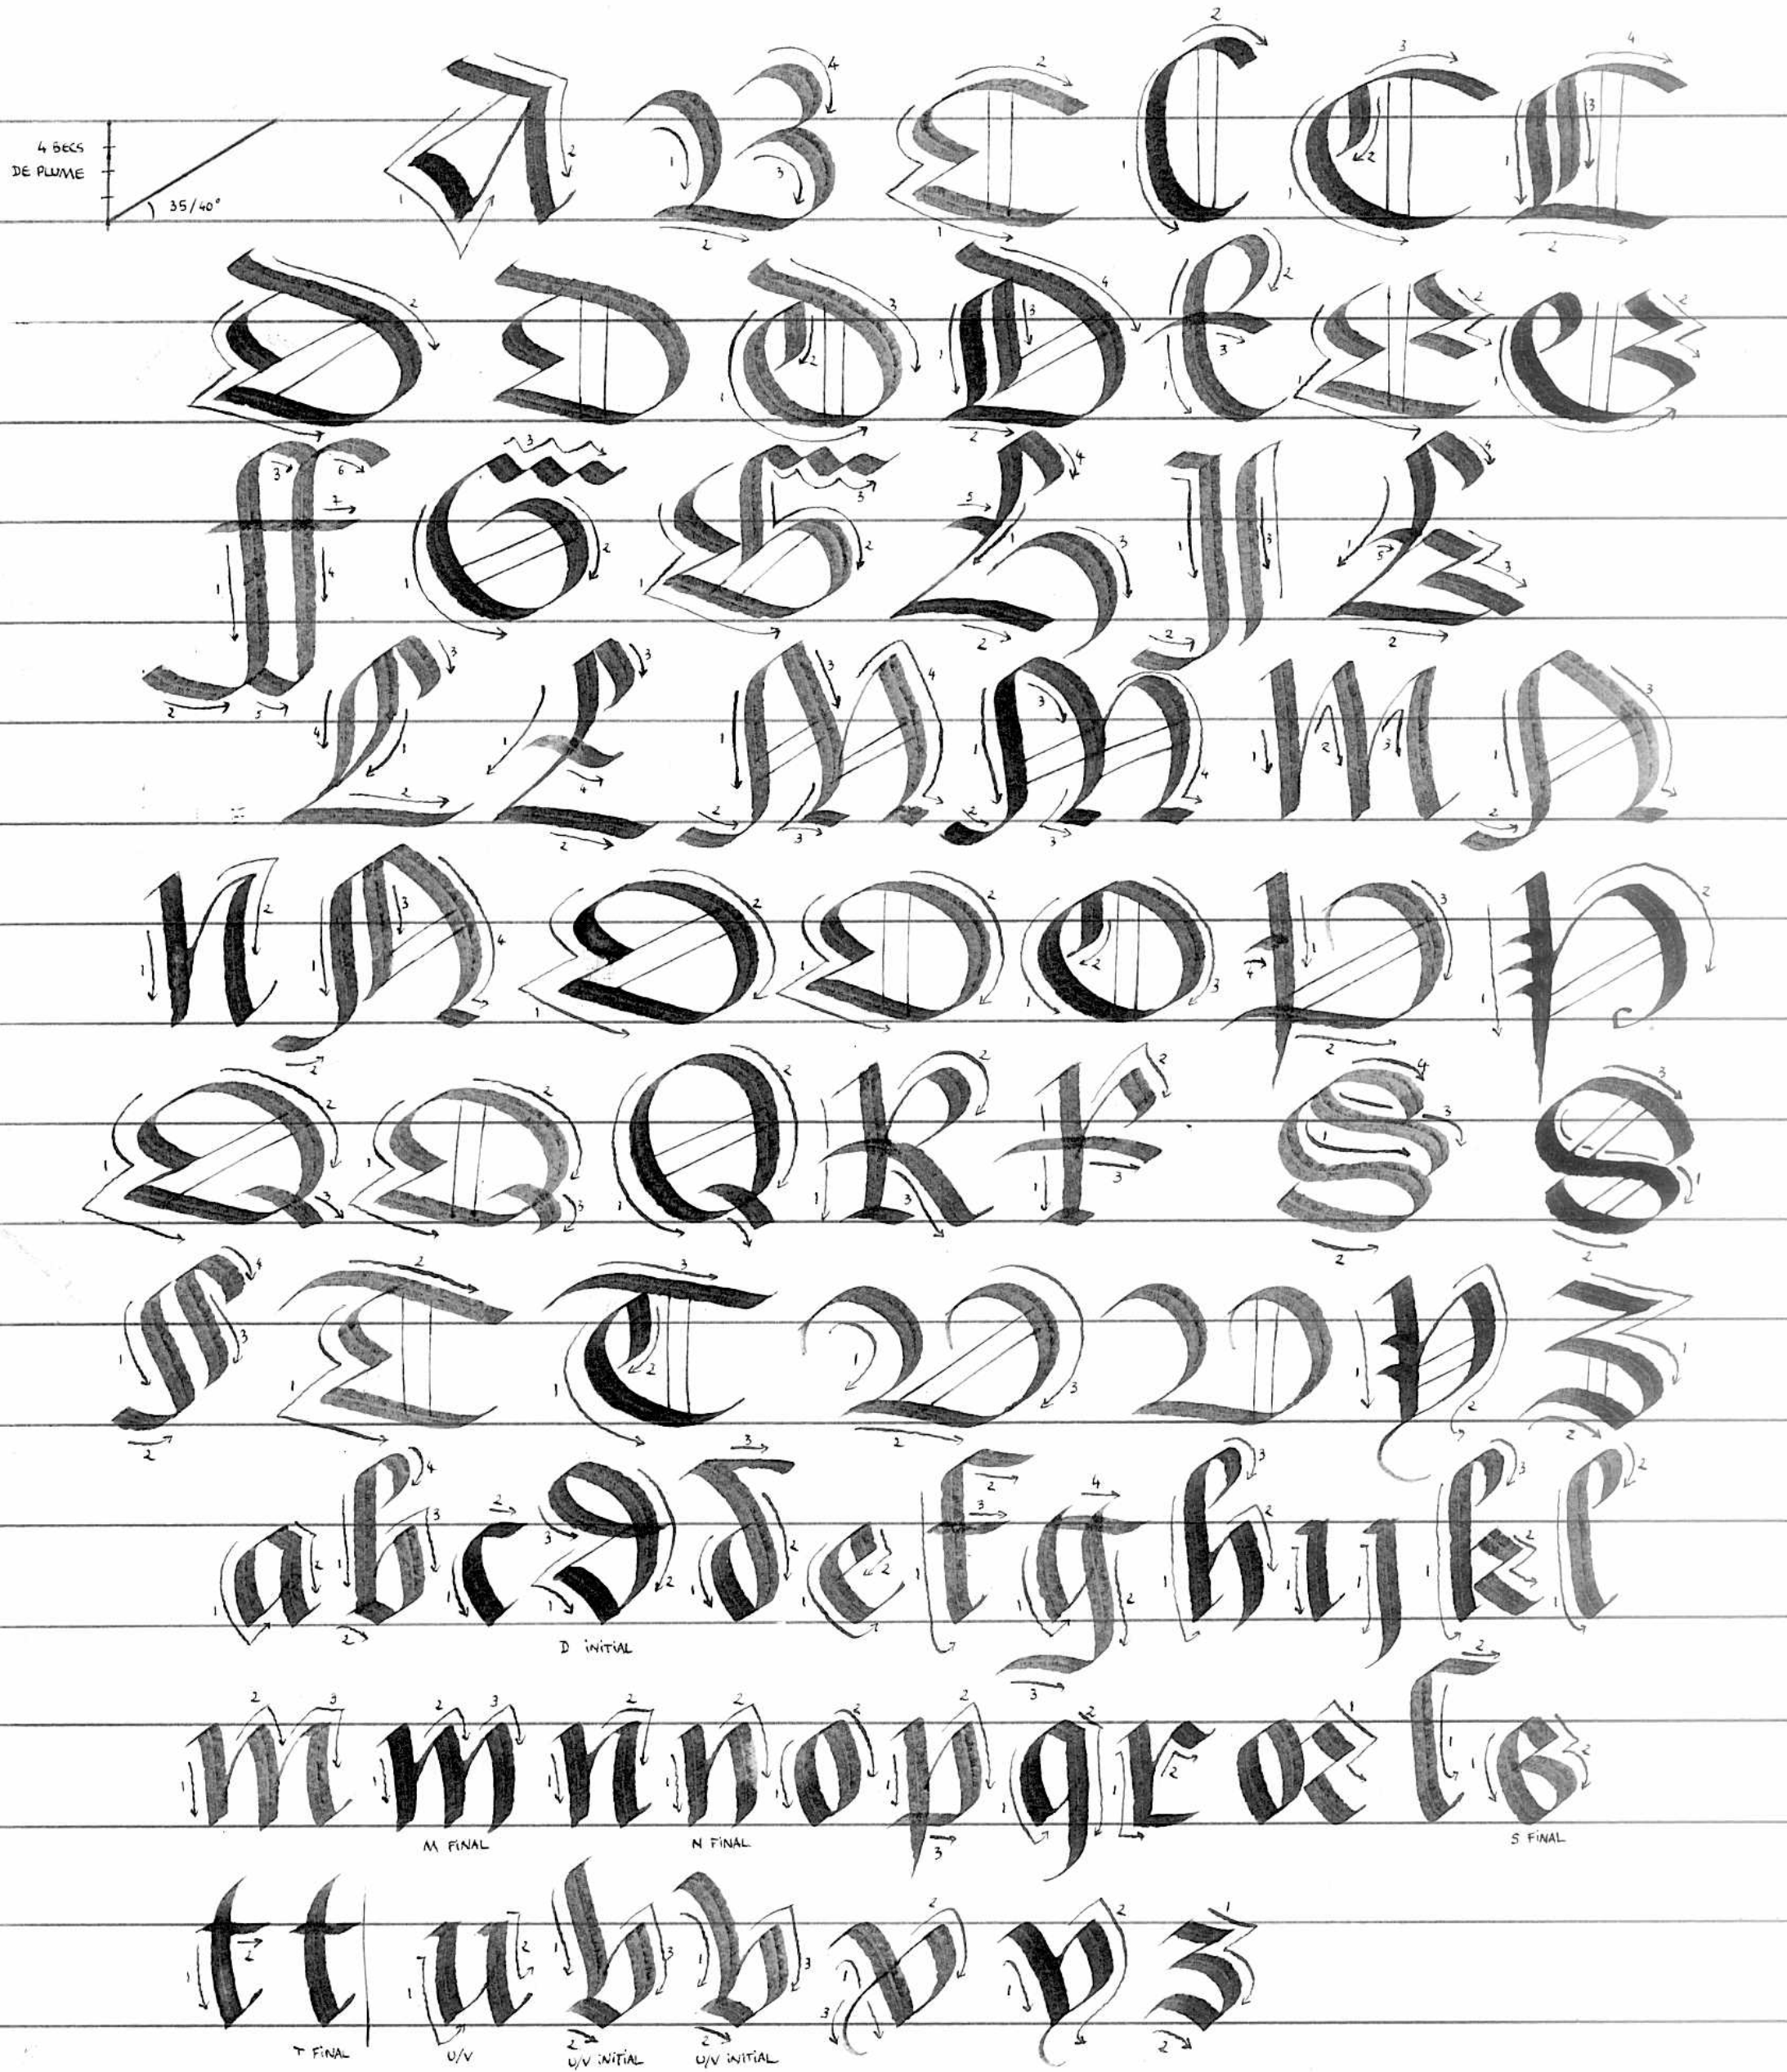 4 BECS
DE PLUME
35/40°
A B C C C C
D D D D E E E
F G G H I K
L L M M M N
N N O O O P P
Q Q Q R R S S
S T T U U Y Z
a b c d d e f g h i j k l
D INITIAL
m m n n o p q r x s s
M FINAL N FINAL S FINAL
t t u v v x y z
T FINAL U/V U/V INITIAL U/V INITIAL